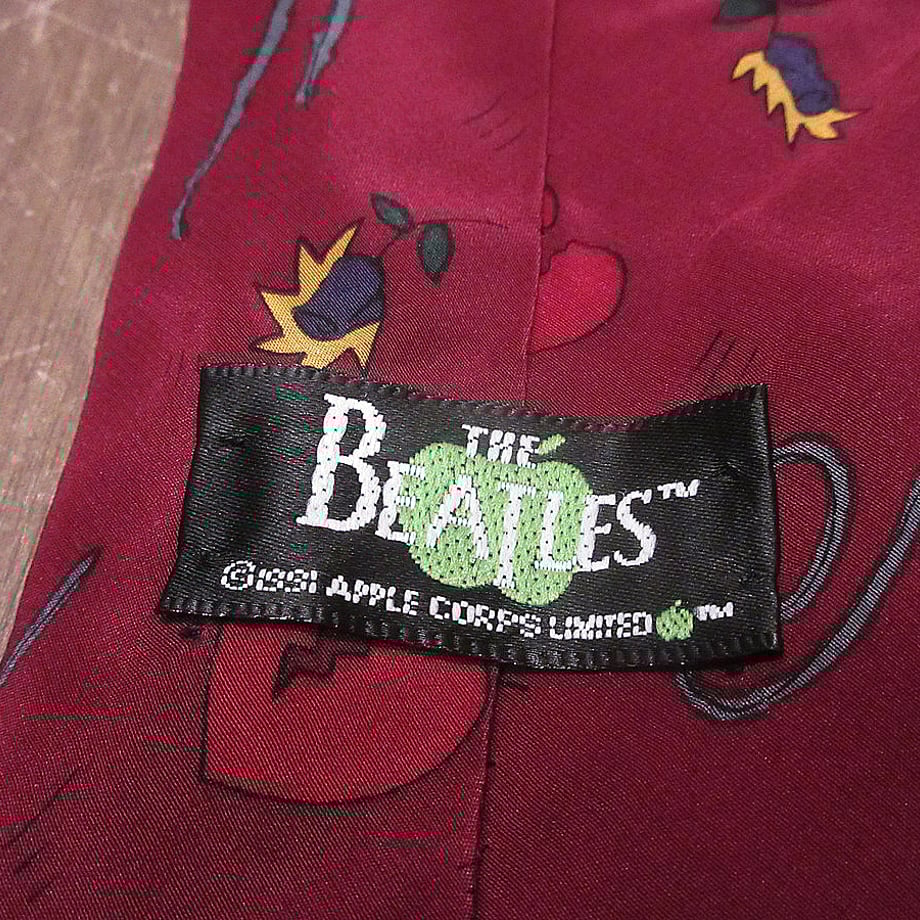 THE
BEATLES™
©1991 APPLE CORPS LIMITED ™